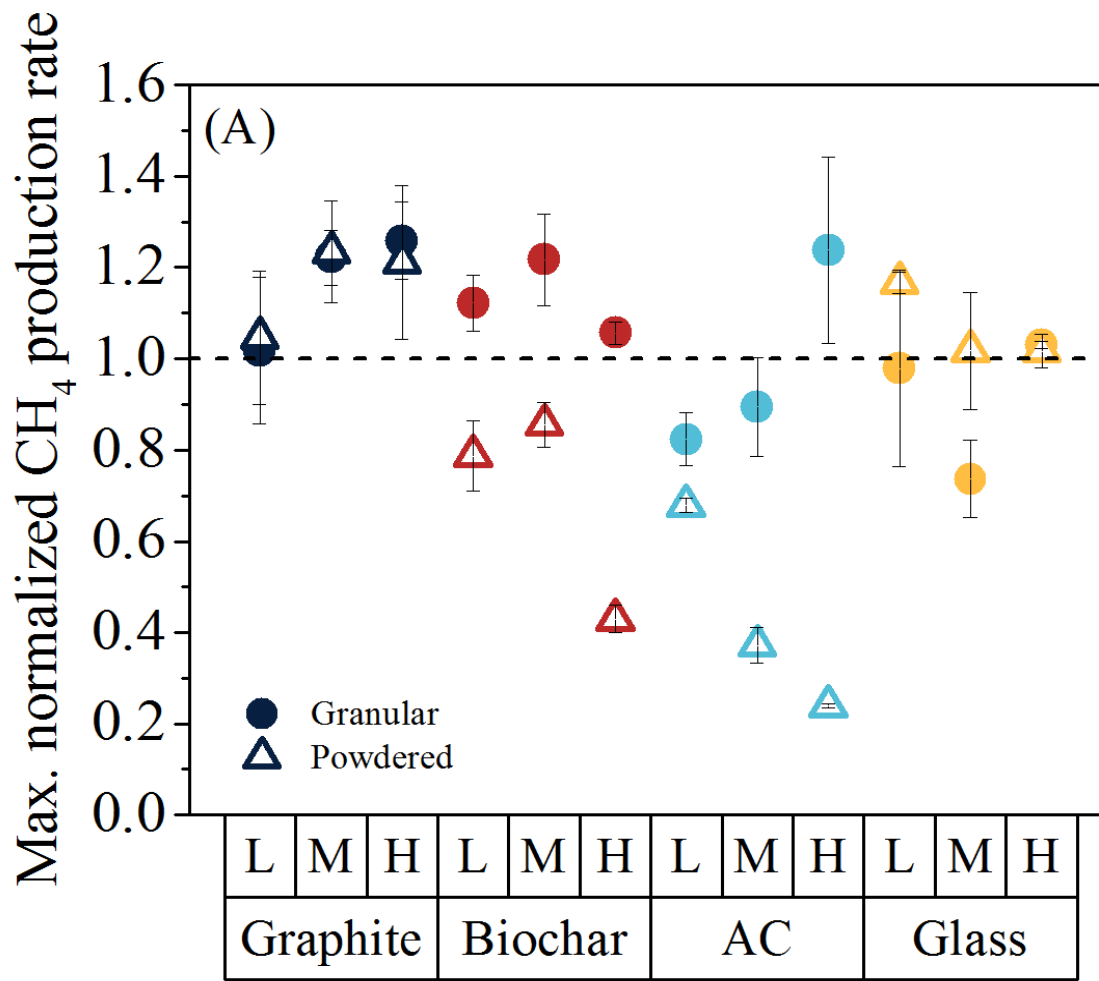 Max. normalized CH4 production rate
(A)
1.6
1.4
1.2
1.0
0.8
0.6
0.4
0.2
0.0
Granular
Powdered
L M H L M H L M H L M H
Graphite Biochar AC Glass